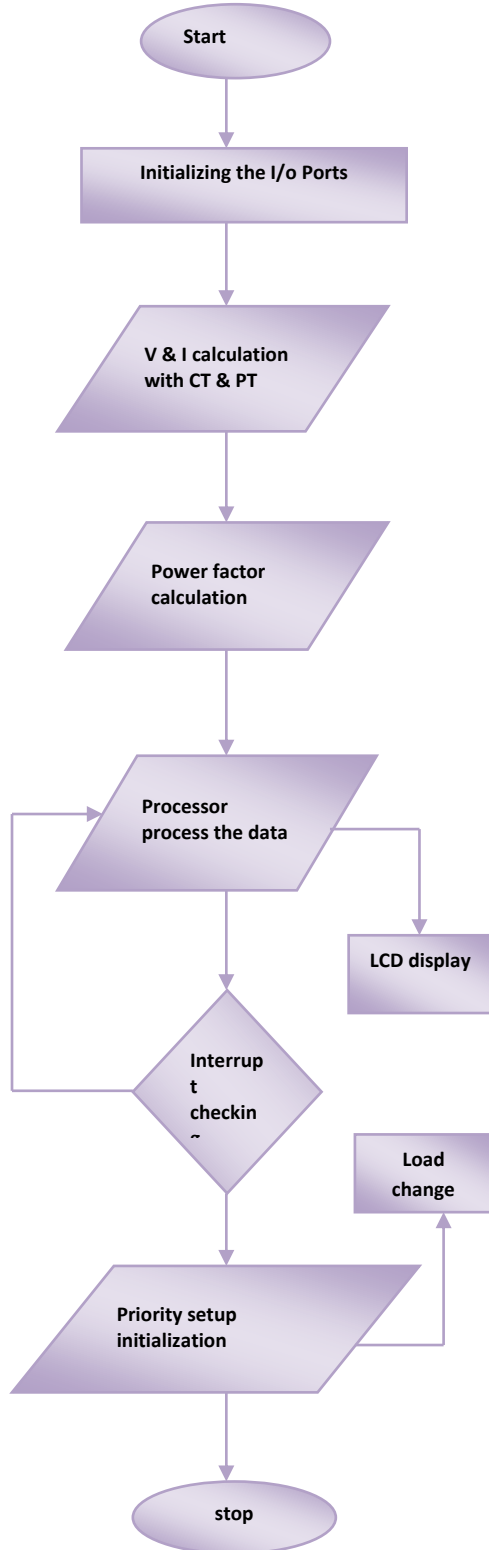 Start
Initializing the I/o Ports
V & I calculation
with CT & PT
Power factor
calculation
Processor
process the data
LCD display
Interrup
t
checkin
Load
change
Priority setup
initialization
stop